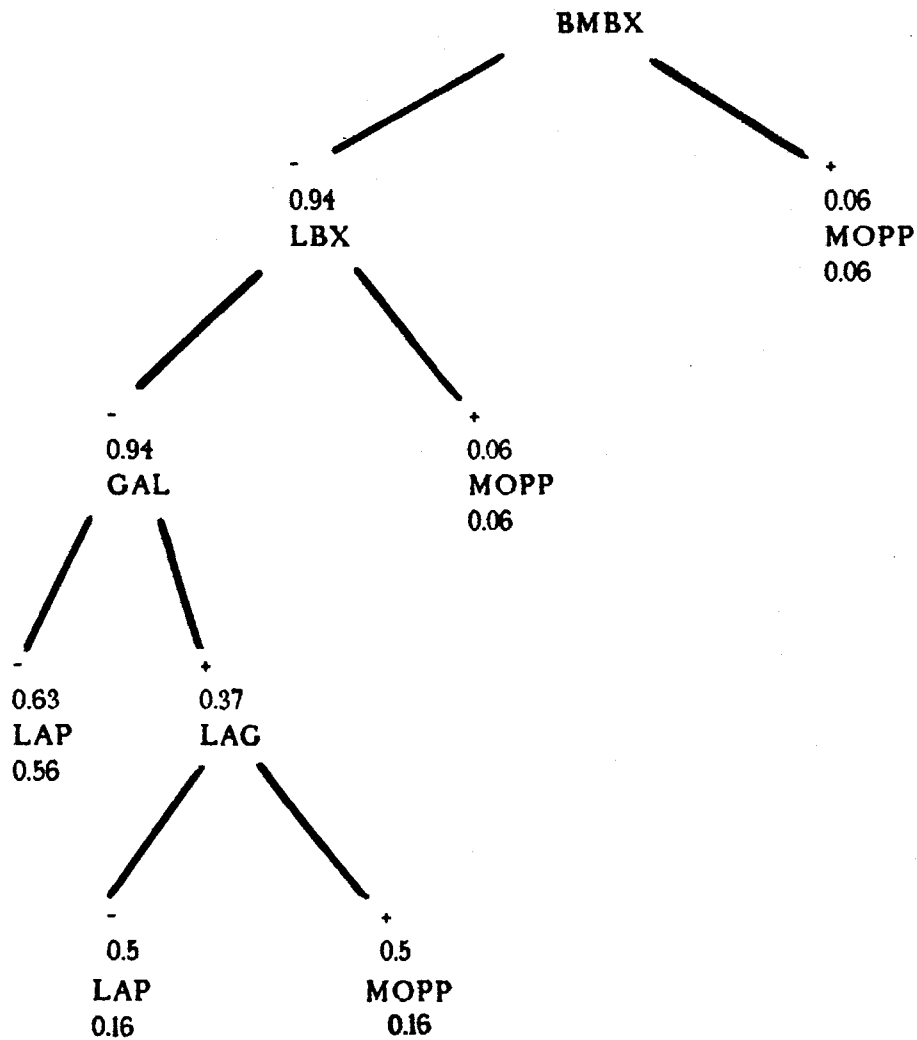 BMBX
-
0.94
LBX
+
0.06
MOPP
0.06
-
0.94
GAL
+
0.06
MOPP
0.06
-
0.63
LAP
0.56
+
0.37
LAG
-
0.5
LAP
0.16
+
0.5
MOPP
0.16